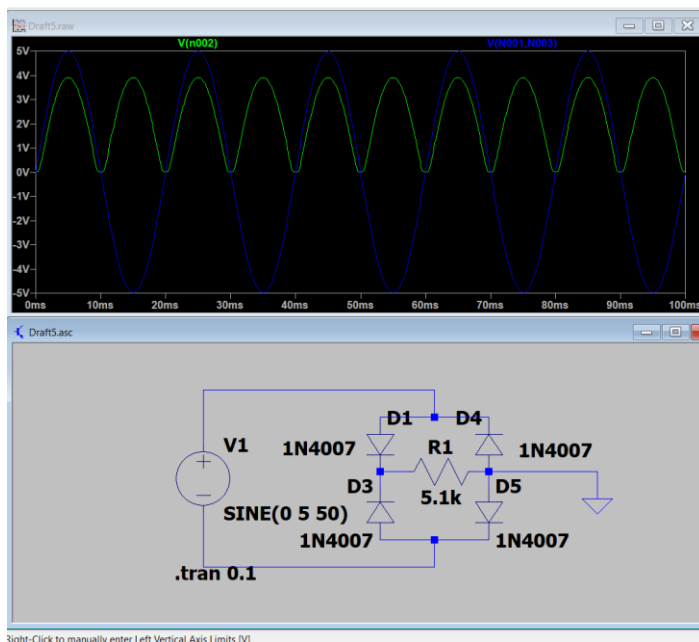 Draft5.raw
V(n002) V(N001,N003)
5V
4V
3V
2V
1V
0V
-1V
-2V
-3V
-4V
-5V
0ms 10ms 20ms 30ms 40ms 50ms 60ms 70ms 80ms 90ms 100ms
Draft5.asc
D1 D4
V1 1N4007 R1 1N4007
D3 5.1k D5
SINE(0 5 50)
1N4007 1N4007
.tran 0.1
Right-Click to manually enter Left Vertical Axis Limits [V]